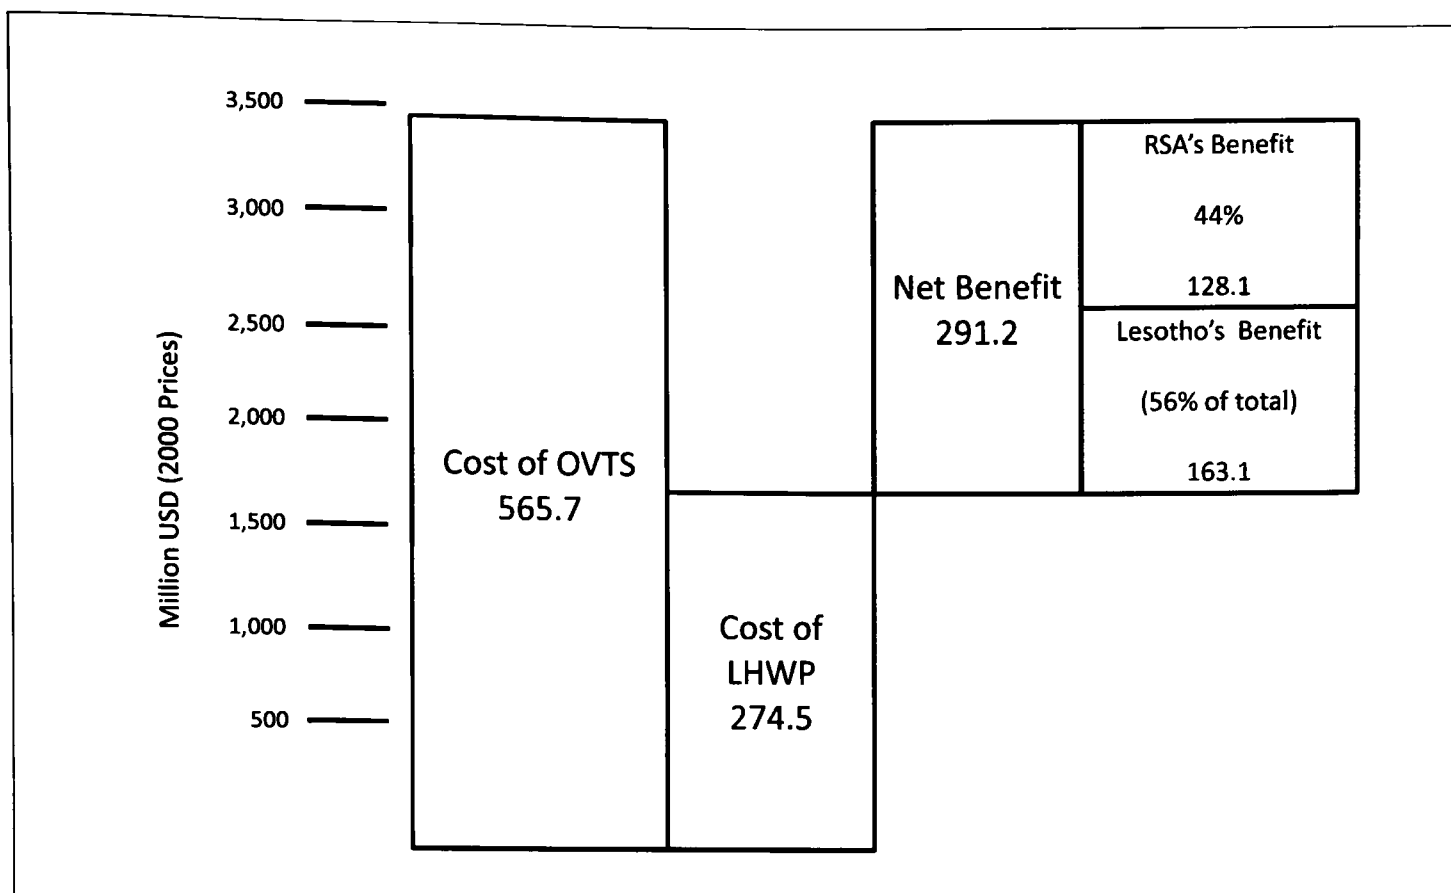 Million USD (2000 Prices)
3,500
3,000
2,500
2,000
1,500
1,000
500
Cost of OVTS
565.7
Cost of
LHWP
274.5
Net Benefit
291.2
RSA's Benefit
44%
128.1
Lesotho's Benefit
(56% of total)
163.1